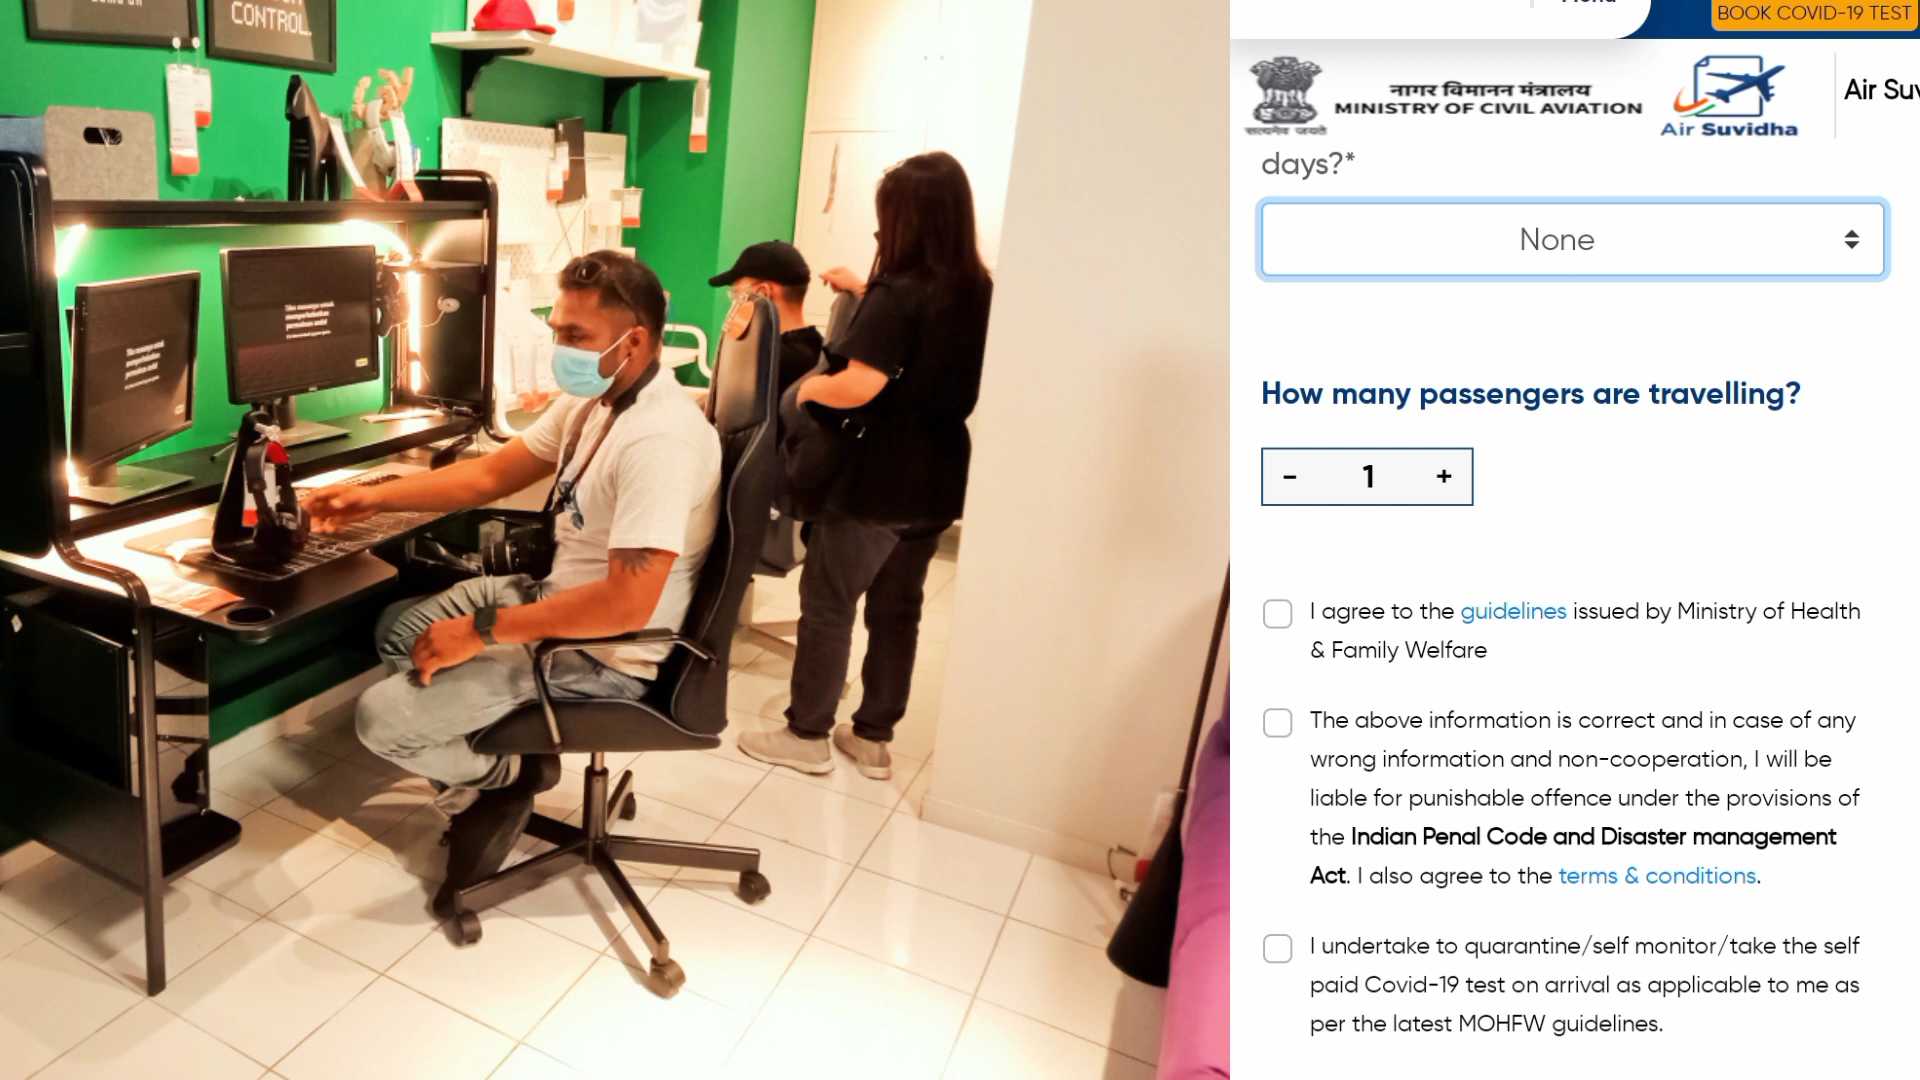 CONTROL.
BOOK COVID-19 TEST
नागर विमानन मंत्रालय
MINISTRY OF CIVIL AVIATION
सत्यमेव जयते
Air Suvidha
days?*
None
How many passengers are travelling?
- 1 +
I agree to the guidelines issued by Ministry of Health
& Family Welfare
The above information is correct and in case of any
wrong information and non-cooperation, I will be
liable for punishable offence under the provisions of
the Indian Penal Code and Disaster management
Act. I also agree to the terms & conditions.
I undertake to quarantine/self monitor/take the self
paid Covid-19 test on arrival as applicable to me as
per the latest MOHFW guidelines.